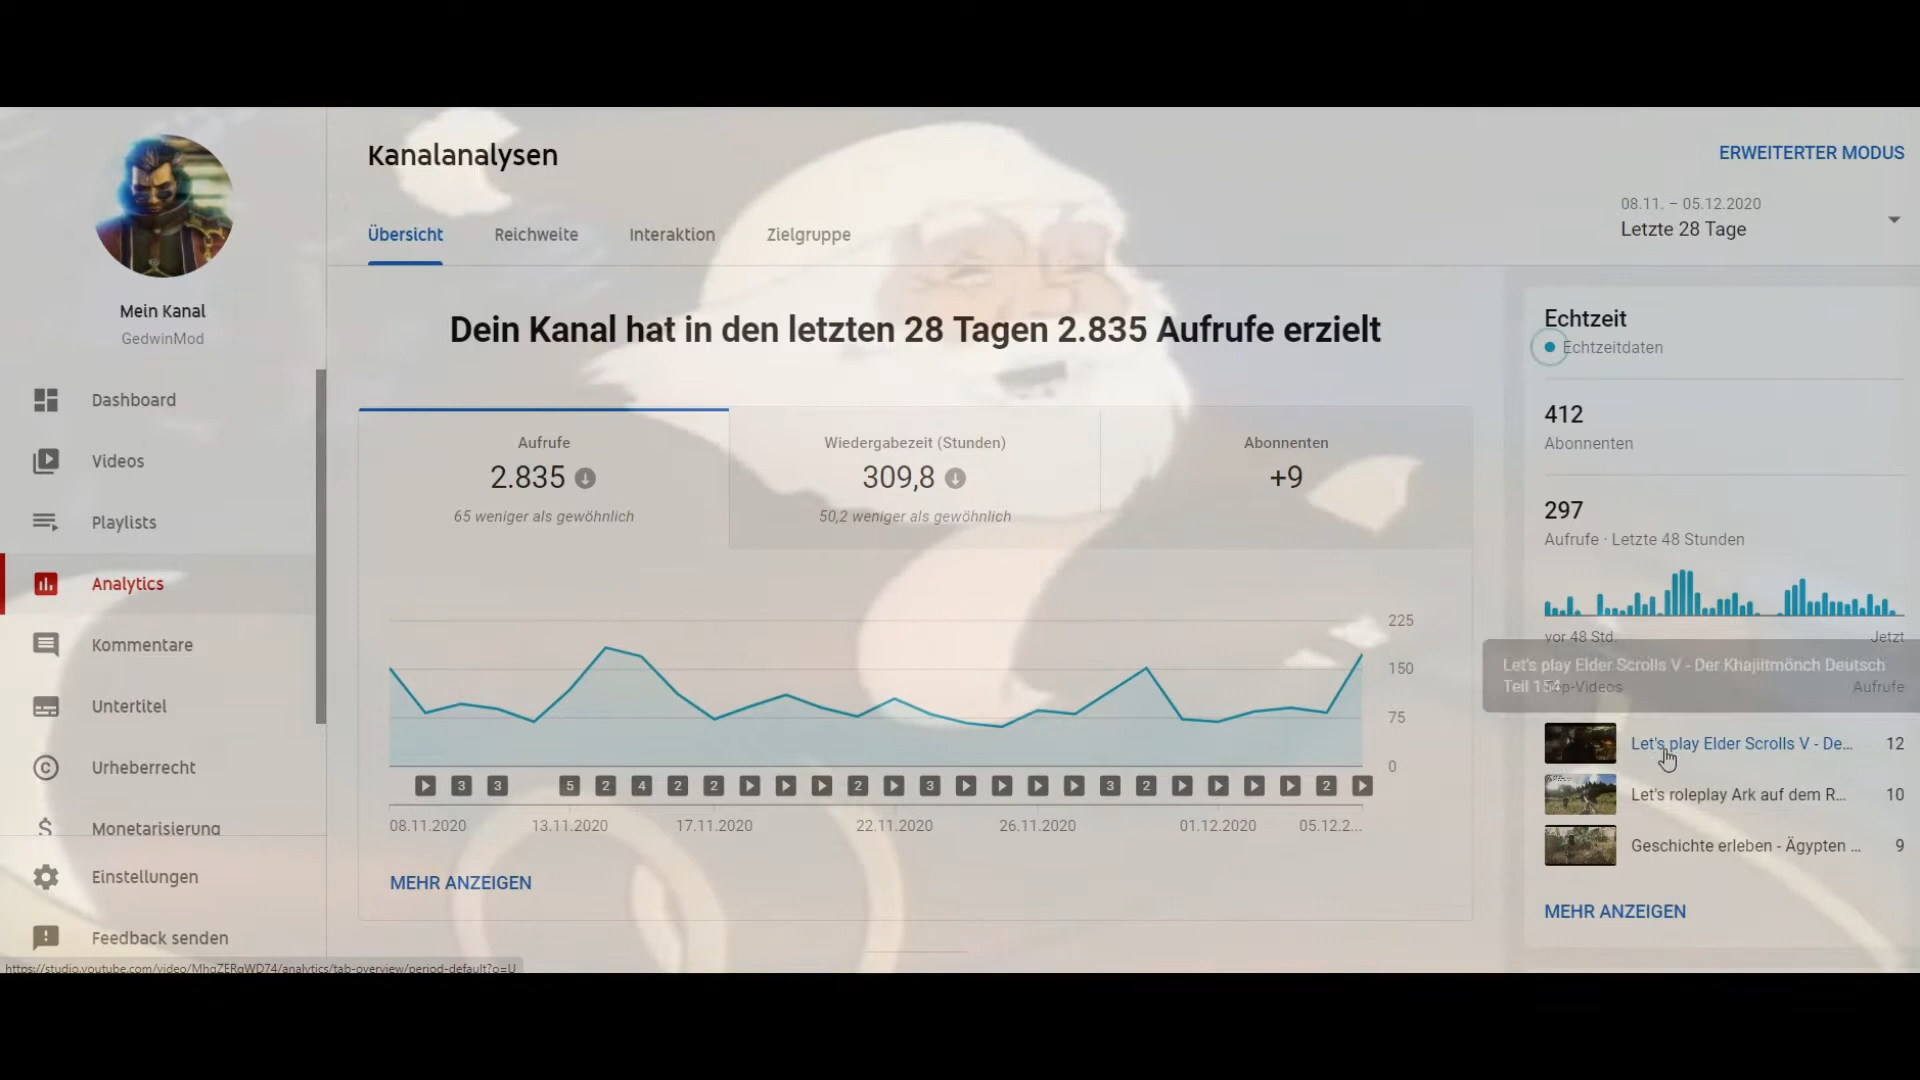 Kanalanalysen
ERWEITERTER MODUS
08.11. – 05.12.2020
Letzte 28 Tage
Übersicht
Reichweite
Interaktion
Zielgruppe
Mein Kanal
GedwinMod
Dashboard
Videos
Playlists
Analytics
Kommentare
Untertitel
Urheberrecht
Monetarisierung
Einstellungen
Feedback senden
Dein Kanal hat in den letzten 28 Tagen 2.835 Aufrufe erzielt
Aufrufe
2.835
65 weniger als gewöhnlich
Wiedergabezeit (Stunden)
309,8
50,2 weniger als gewöhnlich
Abonnenten
+9
225
150
75
0
3 3 5 2 4 2 2 2 3 3 2 2
08.11.2020 13.11.2020 17.11.2020 22.11.2020 26.11.2020 01.12.2020 05.12.2...
MEHR ANZEIGEN
Echtzeit
Echtzeitdaten
412
Abonnenten
297
Aufrufe · Letzte 48 Stunden
vor 48 Std. Jetzt
Let's play Elder Scrolls V - Der Khajiitmönch Deutsch
Teil 154
Top-Videos Aufrufe
Let's play Elder Scrolls V - De... 12
Let's roleplay Ark auf dem R... 10
Geschichte erleben - Ägypten ... 9
MEHR ANZEIGEN